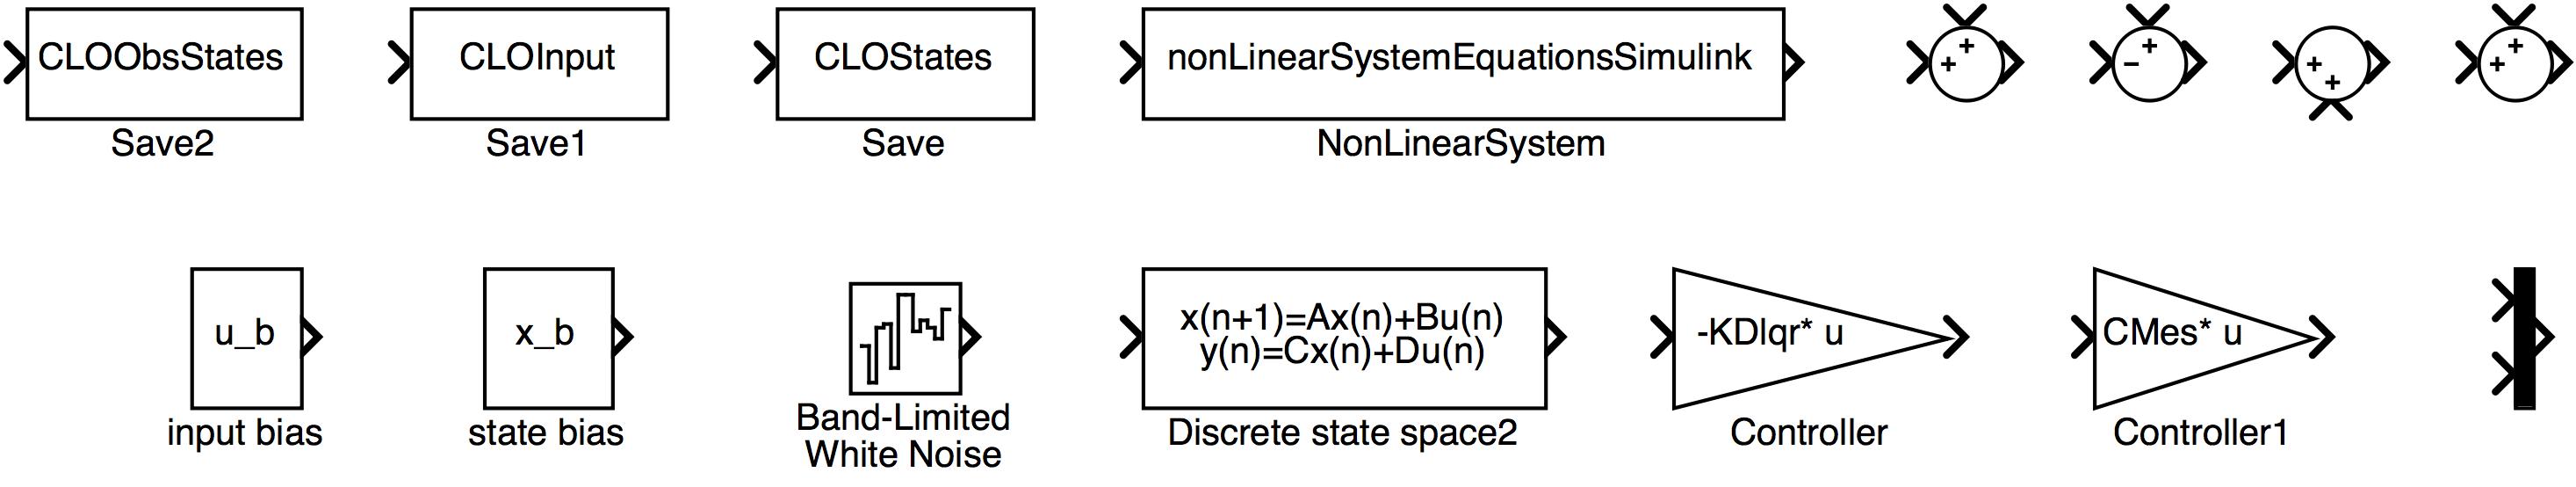 CLOObsStates
Save2
CLOInput
Save1
CLOStates
Save
nonLinearSystemEquationsSimulink
NonLinearSystem
+ +
+ −
+ +
+ +
u_b
input bias
x_b
state bias
Band-Limited
White Noise
x(n+1)=Ax(n)+Bu(n)
y(n)=Cx(n)+Du(n)
Discrete state space2
-KDlqr* u
Controller
CMes* u
Controller1